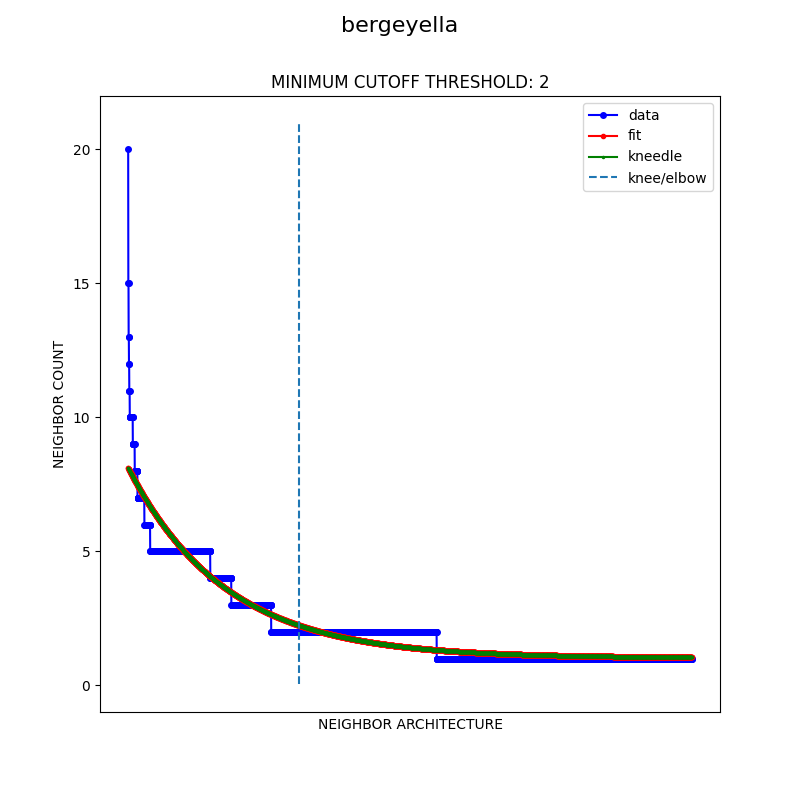 bergeyella
MINIMUM CUTOFF THRESHOLD: 2
data
fit
kneedle
knee/elbow
20
15
10
5
0
NEIGHBOR COUNT
NEIGHBOR ARCHITECTURE